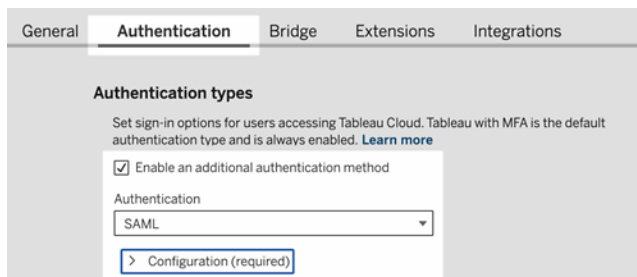 General Authentication Bridge Extensions Integrations
Authentication types
Set sign-in options for users accessing Tableau Cloud. Tableau with MFA is the default
authentication type and is always enabled. Learn more
Enable an additional authentication method
Authentication
SAML
Configuration (required)